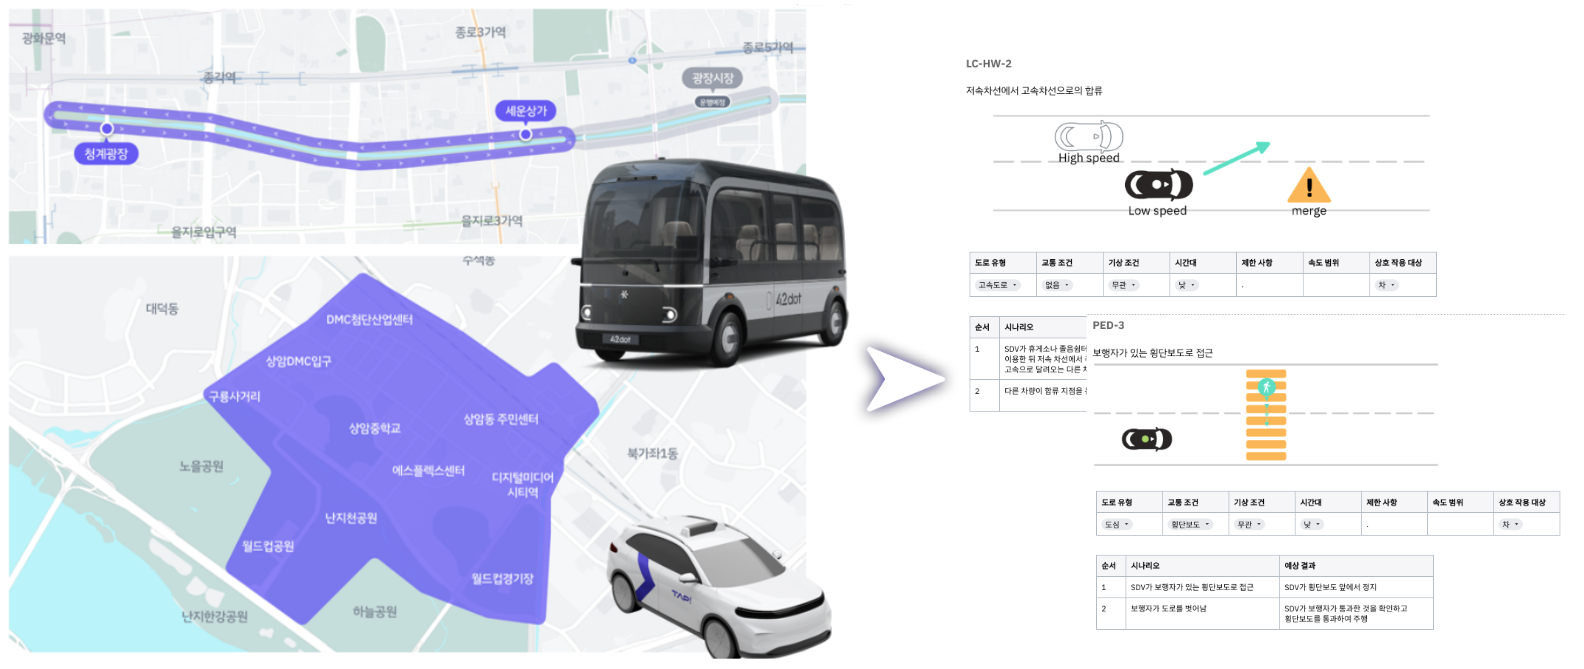 광화문역
종로3가역
종로5가역
종각역
광장시장
운행예정
세운상가
청계광장
을지로3가역
을지로입구역
42dot
42dot
수색동
대덕동
DMC첨단산업센터
상암DMC입구
구룡사거리
상암동 주민센터
상암중학교
북가좌1동
노을공원
에스플렉스센터
디지털미디어
시티역
난지천공원
월드컵공원
월드컵경기장
하늘공원
난지한강공원
TAP!
LC-HW-2
저속차선에서 고속차선으로의 합류
High speed
Low speed
merge
도로 유형 교통 조건 기상 조건 시간대 제한 사항 속도 범위 상호 작용 대상
고속도로 없음 무관 낮 . 차
순서 시나리오
1 SDV가 휴게소나 졸음쉼터
이용한 뒤 저속 차선에서
고속으로 달려오는 다른
2 다른 차량이 합류 지점을
PED-3
보행자가 있는 횡단보도로 접근
도로 유형 교통 조건 기상 조건 시간대 제한 사항 속도 범위 상호 작용 대상
도심 횡단보도 무관 낮 . 차
순서 시나리오 예상 결과
1 SDV가 보행자가 있는 횡단보도로 접근 SDV가 횡단보도 앞에서 정지
2 보행자가 도로를 벗어남 SDV가 보행자가 통과한 것을 확인하고
횡단보도를 통과하여 주행